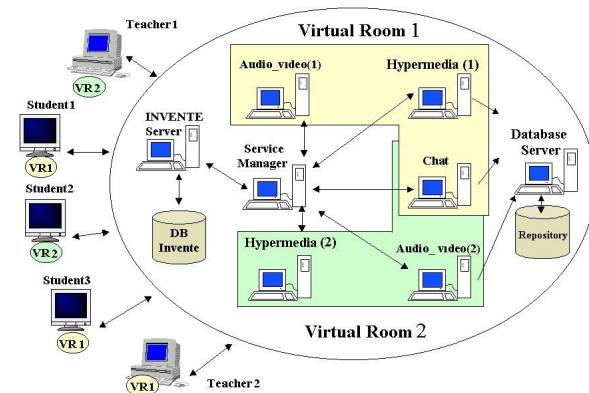 Teacher1
VR2
Student1
VR1
Student2
VR2
Student3
VR1
VR1
Teacher 2
Virtual Room 1
Audio_video(1)
Hypermedia (1)
INVENTE
Server
Service
Manager
Chat
Database
Server
DB
Invente
Repository
Hypermedia (2)
Audio_video(2)
Virtual Room 2